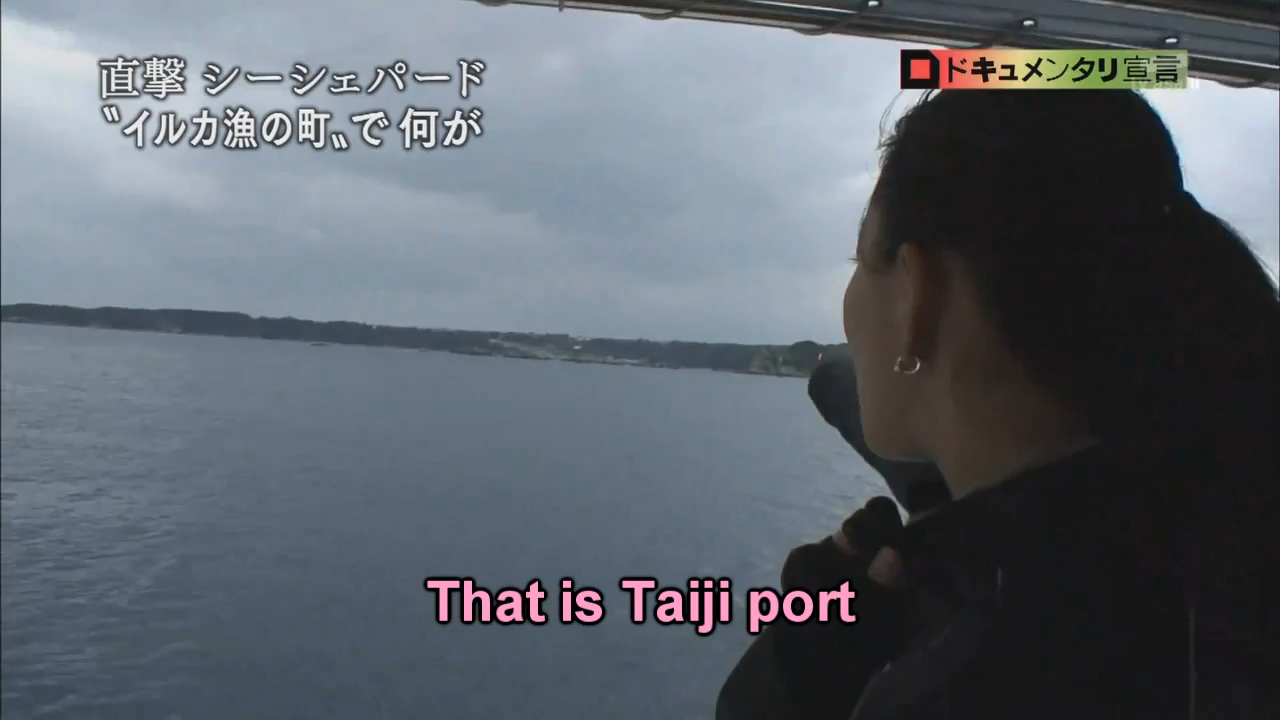 直撃 シーシェパード
〝イルカ漁の町〟で 何が
ドキュメンタリ宣言
That is Taiji port